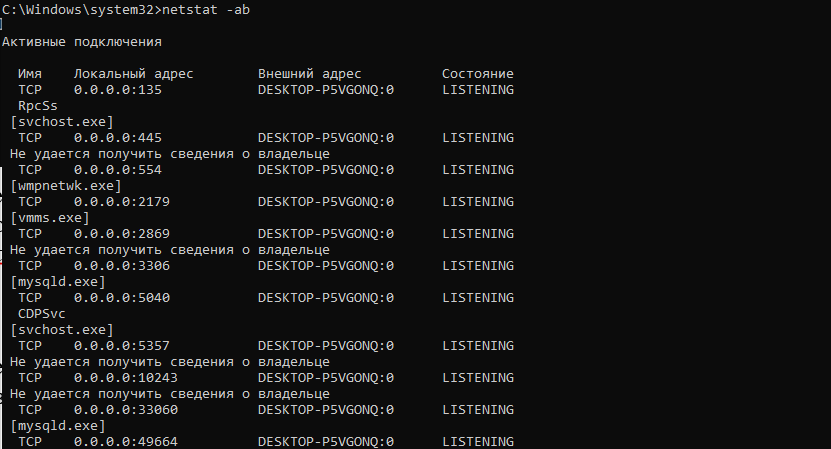 C:\Windows\system32>netstat -ab
]
Активные подключения
Имя Локальный адрес Внешний адрес Состояние
TCP 0.0.0.0:135 DESKTOP-P5VGONQ:0 LISTENING
RpcSs
[svchost.exe]
TCP 0.0.0.0:445 DESKTOP-P5VGONQ:0 LISTENING
Не удается получить сведения о владельце
TCP 0.0.0.0:554 DESKTOP-P5VGONQ:0 LISTENING
[wmpnetwk.exe]
TCP 0.0.0.0:2179 DESKTOP-P5VGONQ:0 LISTENING
[vmms.exe]
TCP 0.0.0.0:2869 DESKTOP-P5VGONQ:0 LISTENING
Не удается получить сведения о владельце
TCP 0.0.0.0:3306 DESKTOP-P5VGONQ:0 LISTENING
[mysqld.exe]
TCP 0.0.0.0:5040 DESKTOP-P5VGONQ:0 LISTENING
CDPSvc
[svchost.exe]
TCP 0.0.0.0:5357 DESKTOP-P5VGONQ:0 LISTENING
Не удается получить сведения о владельце
TCP 0.0.0.0:10243 DESKTOP-P5VGONQ:0 LISTENING
Не удается получить сведения о владельце
TCP 0.0.0.0:33060 DESKTOP-P5VGONQ:0 LISTENING
[mysqld.exe]
TCP 0.0.0.0:49664 DESKTOP-P5VGONQ:0 LISTENING